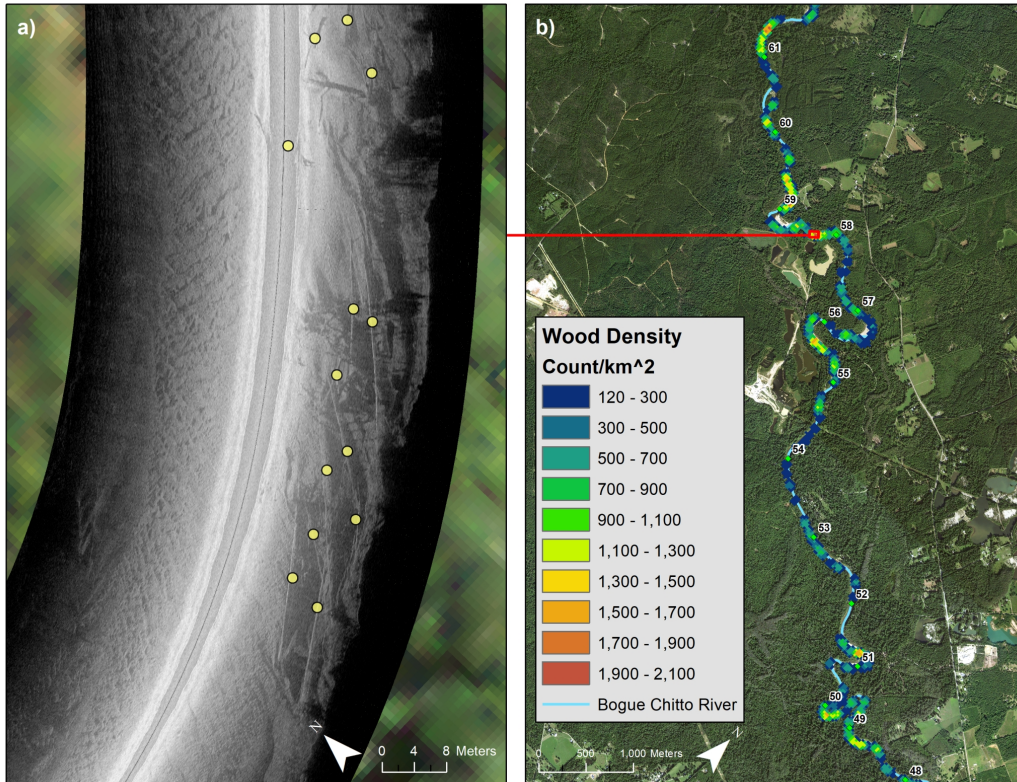 a)
N
0 4 8 Meters
b)
61
60
59
58
57
56
55
54
53
52
51
50
49
48
Wood Density
Count/km^2
120 - 300
300 - 500
500 - 700
700 - 900
900 - 1,100
1,100 - 1,300
1,300 - 1,500
1,500 - 1,700
1,700 - 1,900
1,900 - 2,100
Bogue Chitto River
0 500 1,000 Meters
N